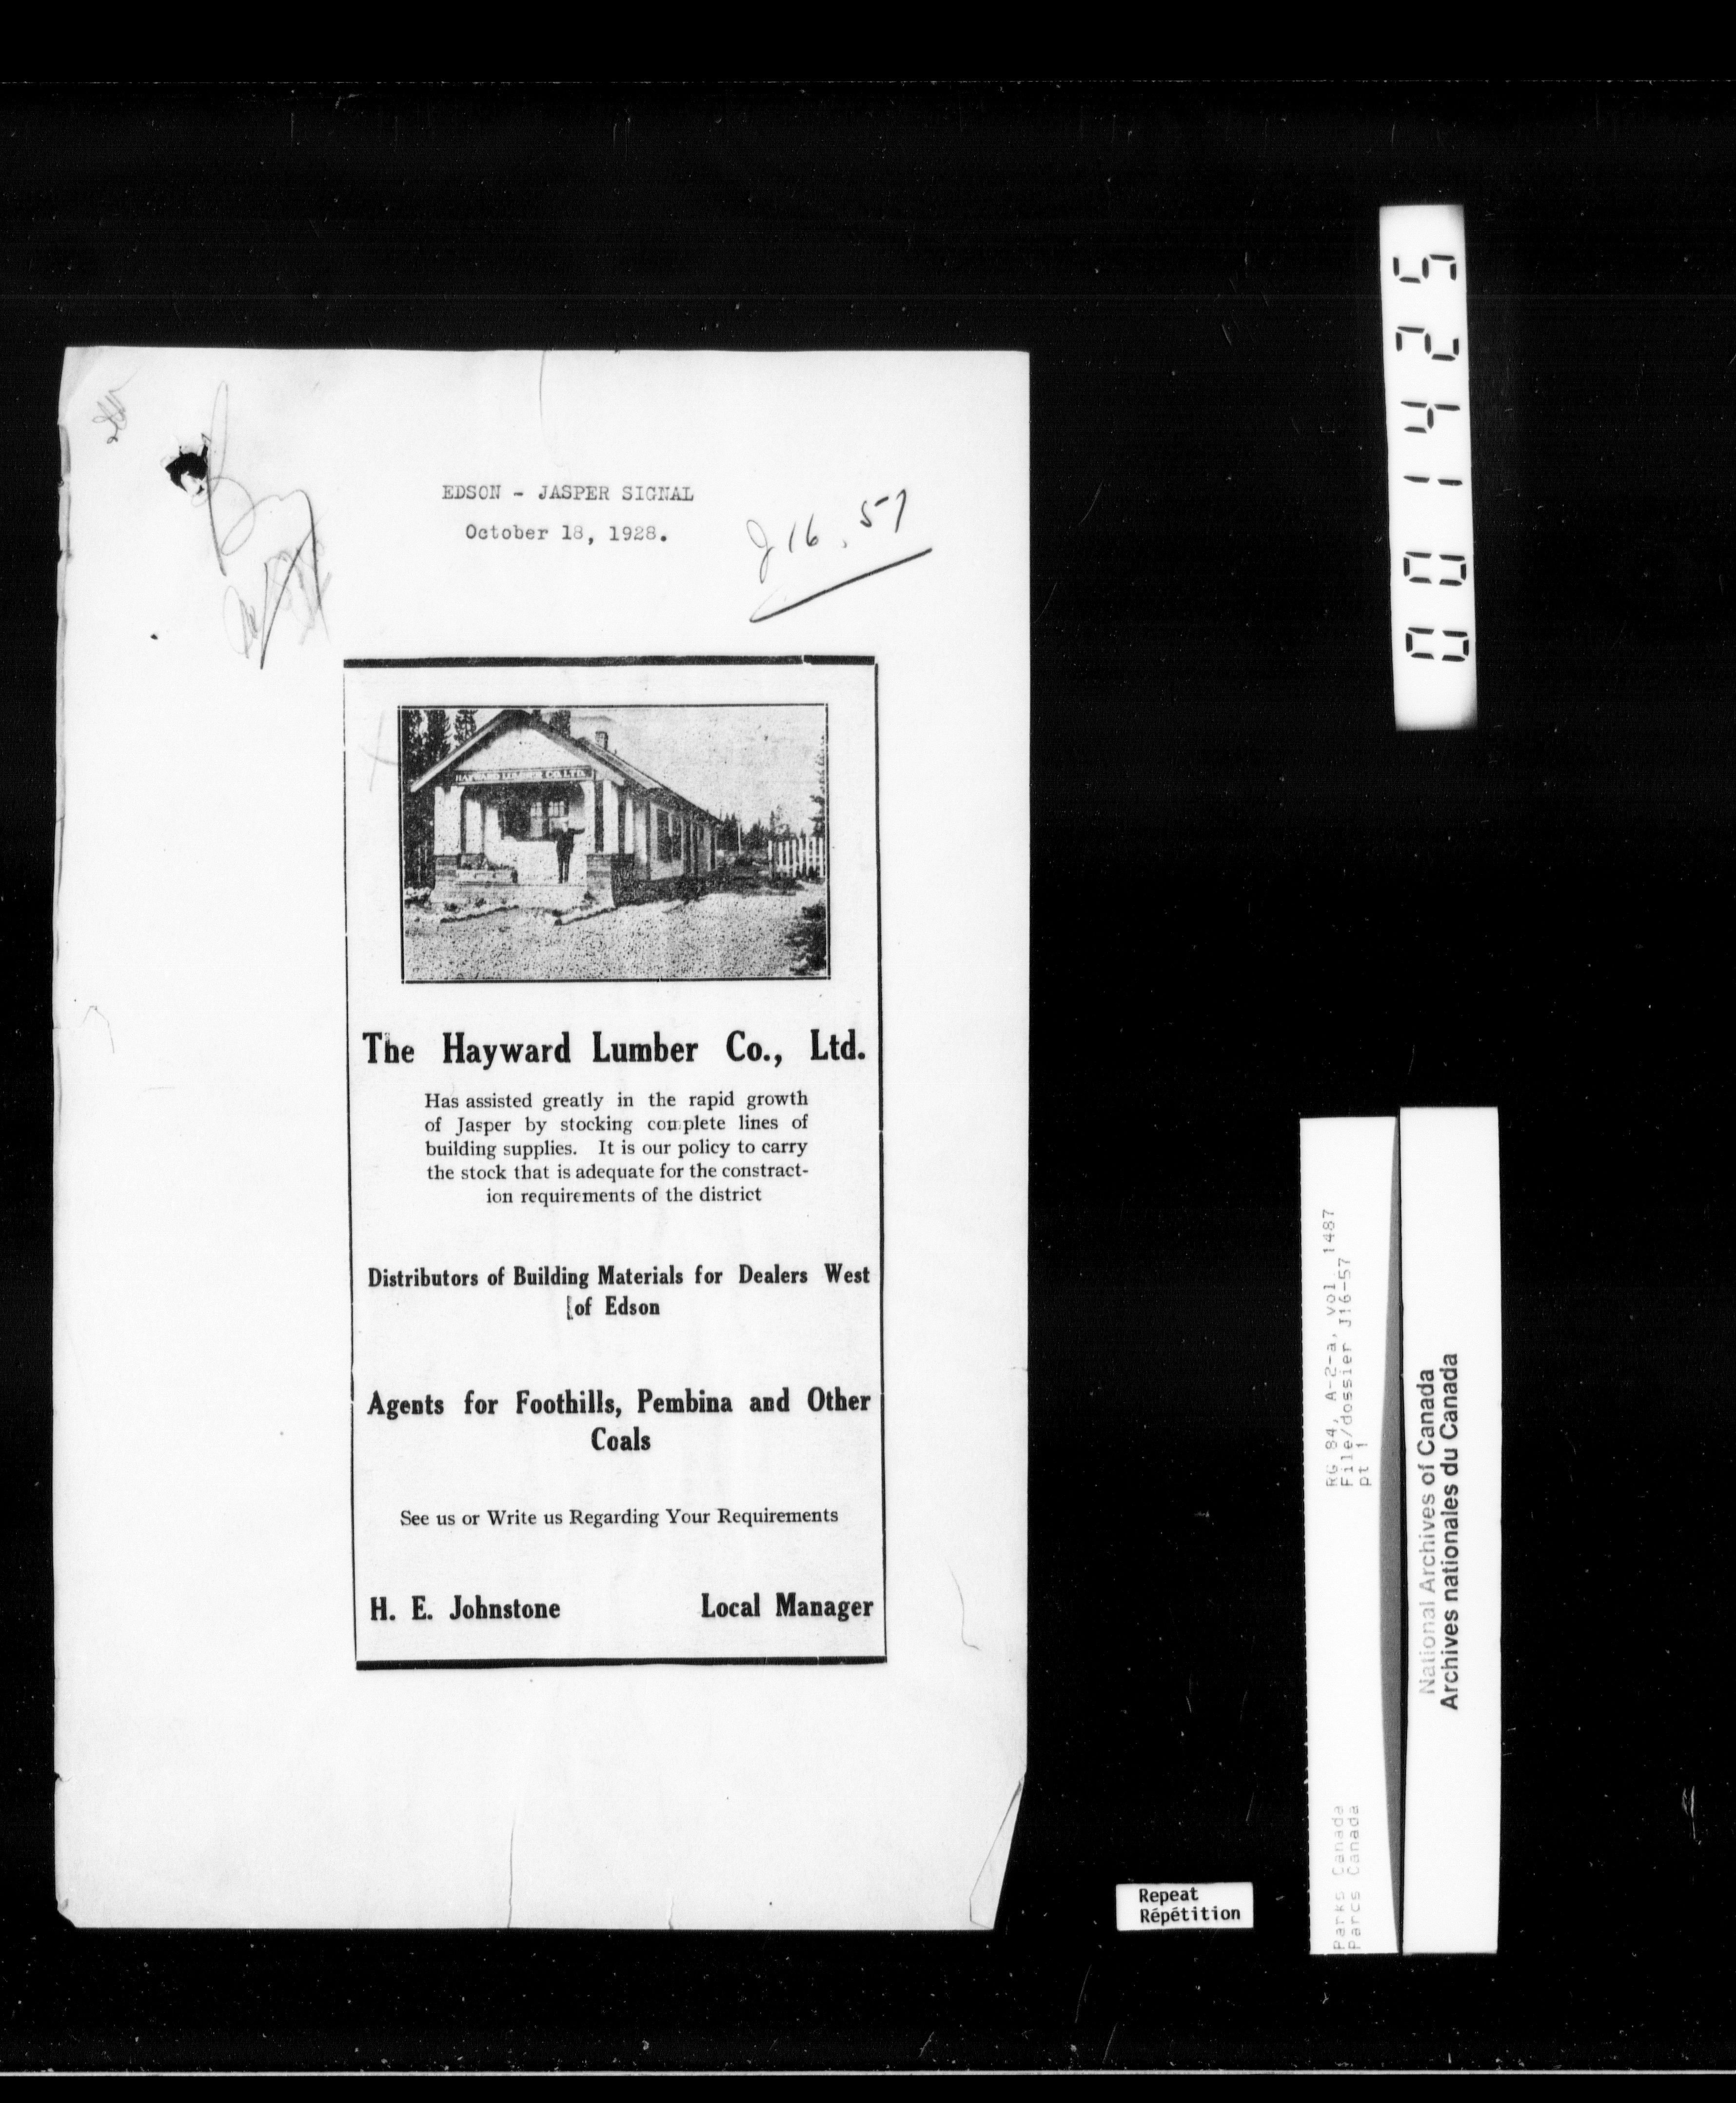 EDSON - JASPER SIGNAL
October 18, 1928.
J16.57
HAYWARD LUMBER CO. LTD.
The Hayward Lumber Co., Ltd.
Has assisted greatly in the rapid growth
of Jasper by stocking complete lines of
building supplies. It is our policy to carry
the stock that is adequate for the constract-
ion requirements of the district
Distributors of Building Materials for Dealers West
of Edson
Agents for Foothills, Pembina and Other
Coals
See us or Write us Regarding Your Requirements
H. E. Johnstone Local Manager
001425
RG 84, A-2-a, vol. 1487
File/dossier J16-57
pt 1
Parks Canada
Parcs Canada
National Archives of Canada
Archives nationales du Canada
Repeat
Répétition